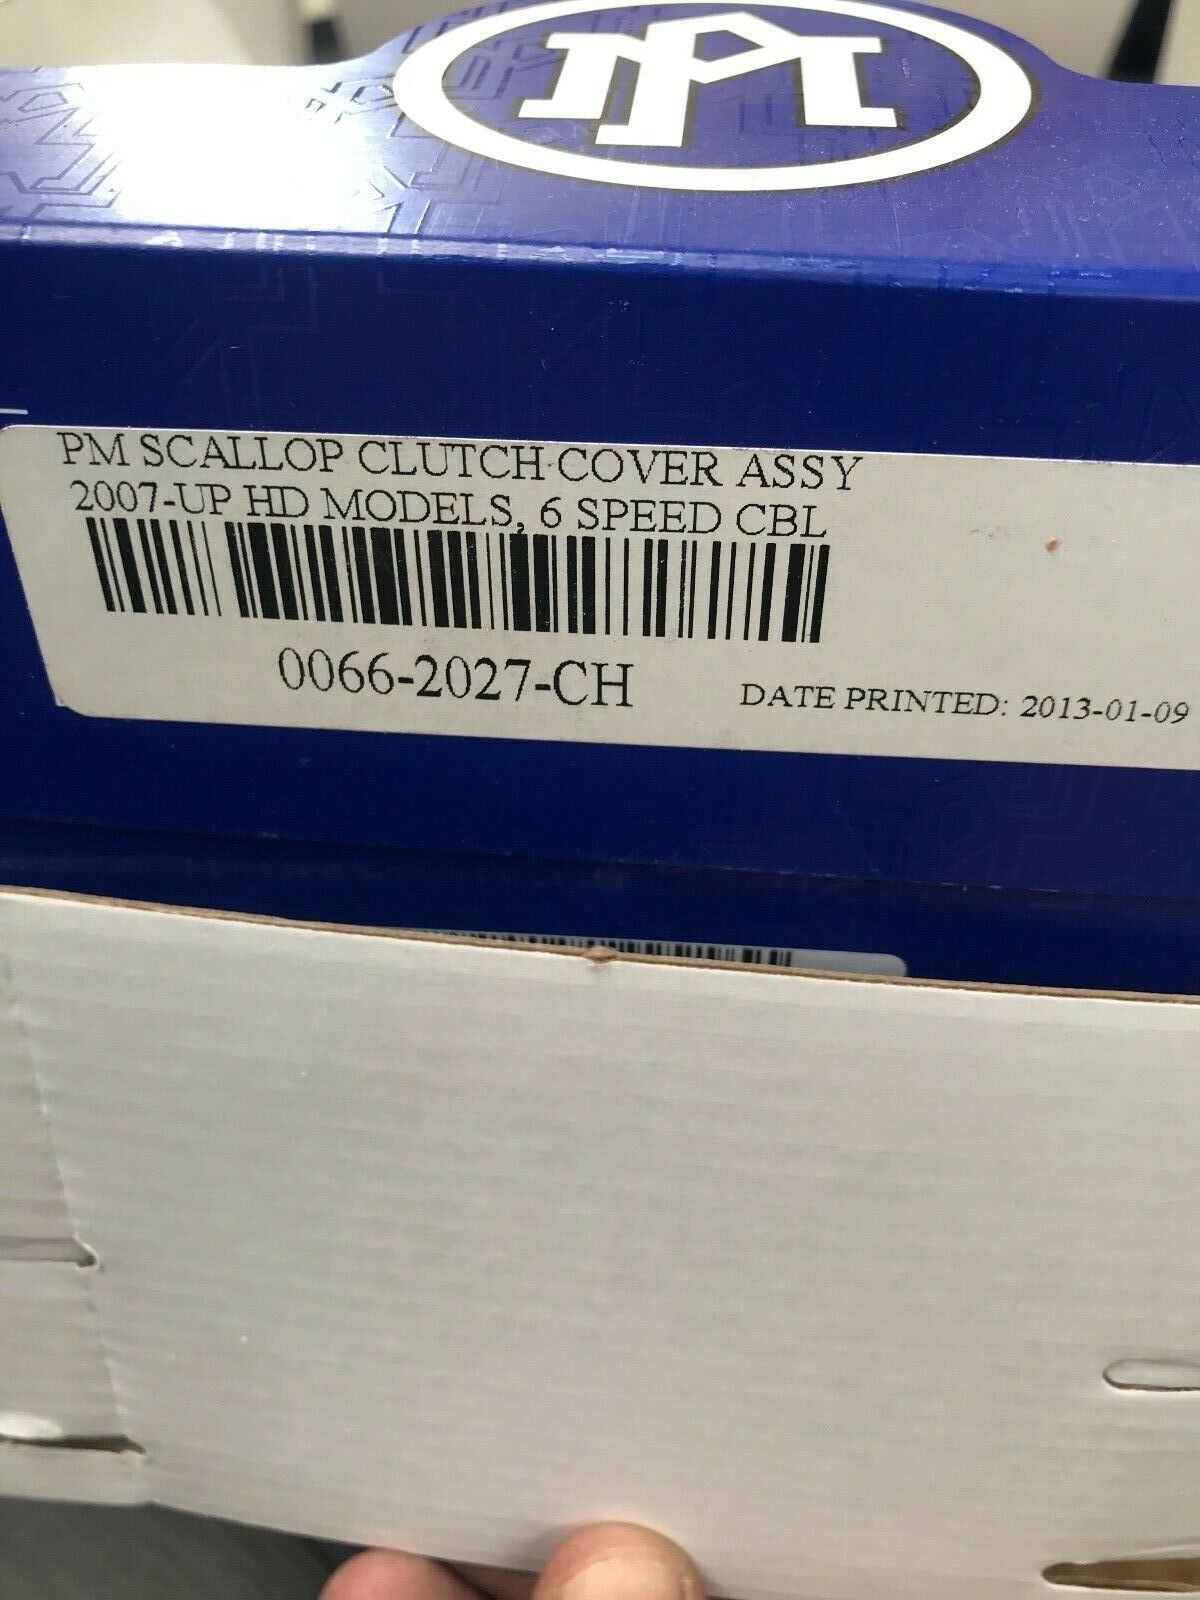 PM
PM SCALLOP CLUTCH COVER ASSY
2007-UP HD MODELS, 6 SPEED CBL
0066-2027-CH
DATE PRINTED: 2013-01-09